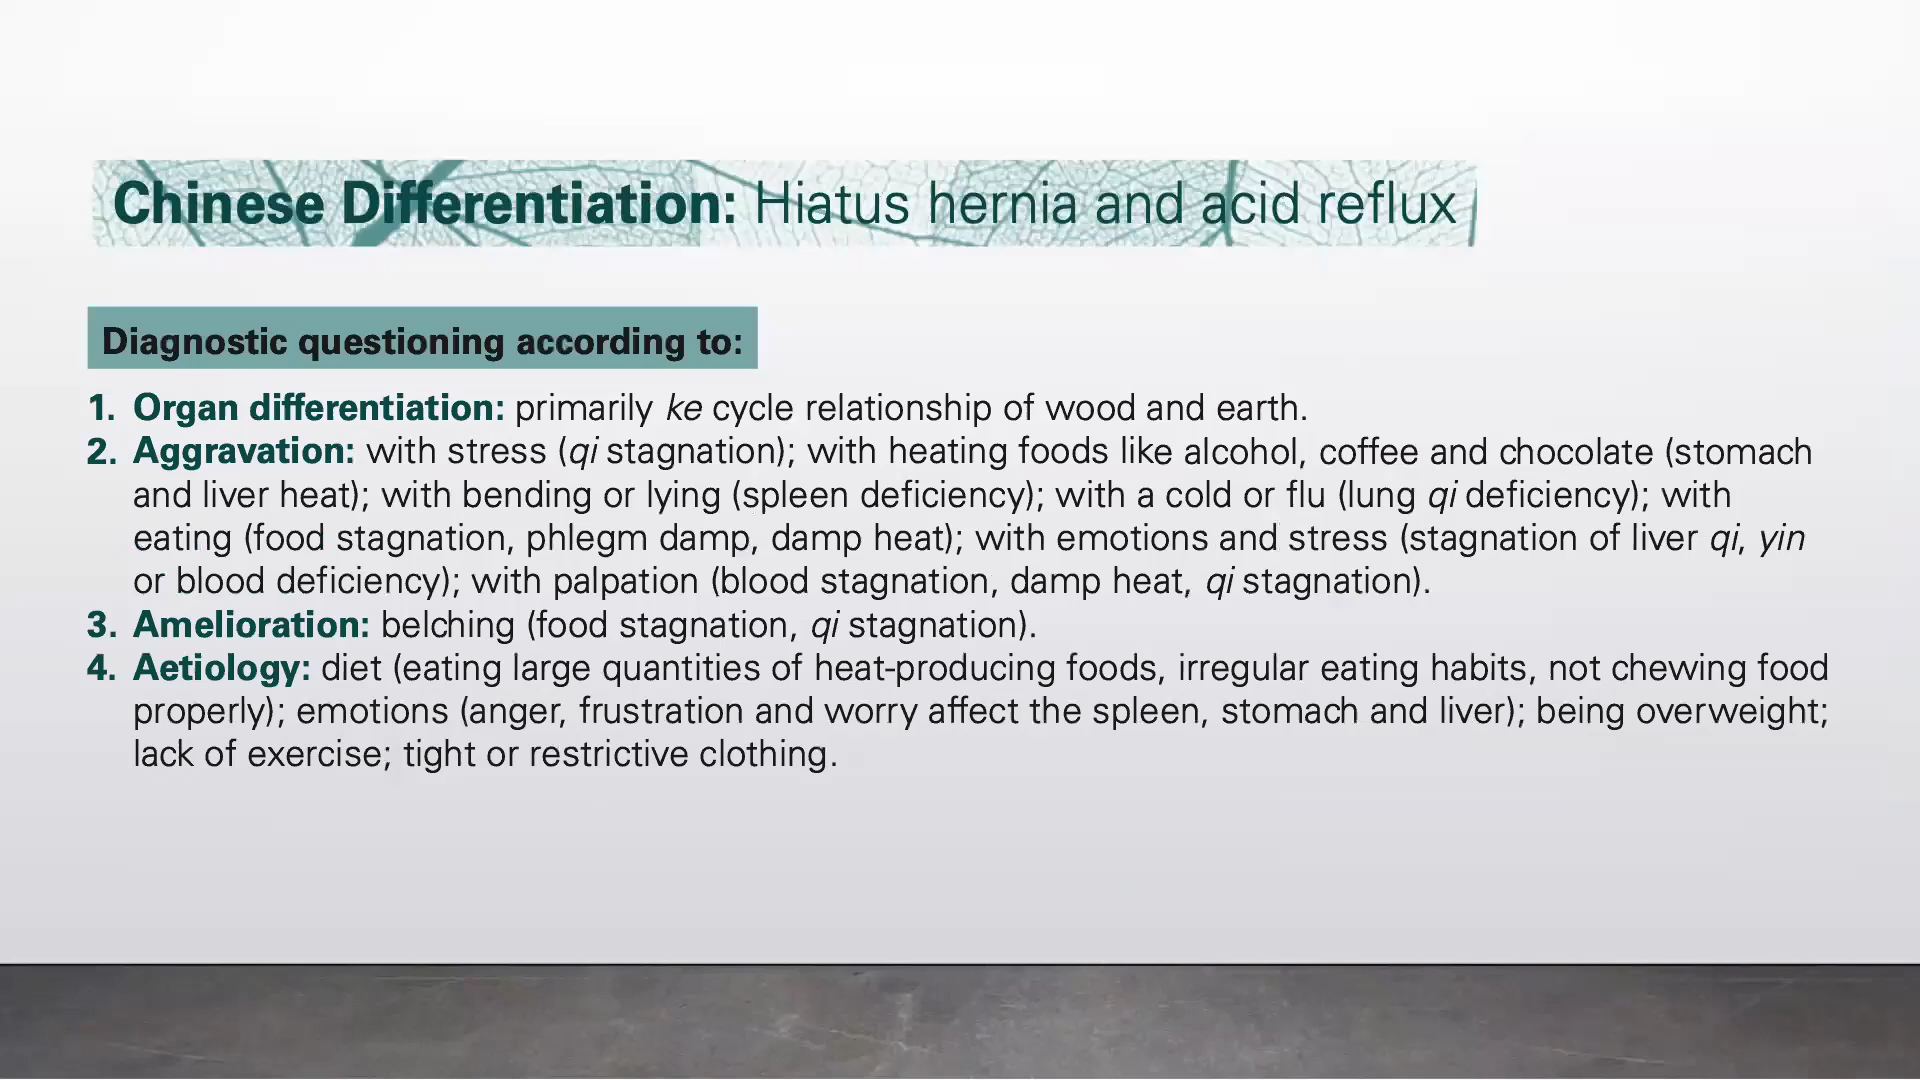 Chinese Differentiation: Hiatus hernia and acid reflux
Diagnostic questioning according to:
1. Organ differentiation: primarily ke cycle relationship of wood and earth.
2. Aggravation: with stress (qi stagnation); with heating foods like alcohol, coffee and chocolate (stomach
and liver heat); with bending or lying (spleen deficiency); with a cold or flu (lung qi deficiency); with
eating (food stagnation, phlegm damp, damp heat); with emotions and stress (stagnation of liver qi, yin
or blood deficiency); with palpation (blood stagnation, damp heat, qi stagnation).
3. Amelioration: belching (food stagnation, qi stagnation).
4. Aetiology: diet (eating large quantities of heat-producing foods, irregular eating habits, not chewing food
properly); emotions (anger, frustration and worry affect the spleen, stomach and liver); being overweight;
lack of exercise; tight or restrictive clothing.